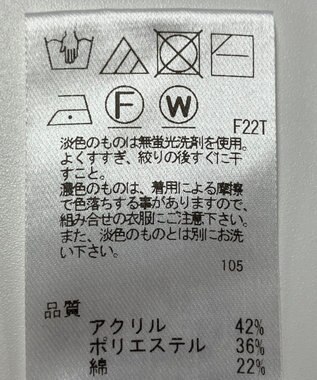 F W F22T
淡色のものは無蛍光洗剤を使用。
よくすすぎ、絞りの後すぐに干
すこと。
濃色のものは、着用による摩擦
で色落ちする事がありますので、
組み合せの衣服にご注意下さい。
また、淡色のものとは別にお洗
い下さい。
105
品質
アクリル 42%
ポリエステル 36%
綿 22%